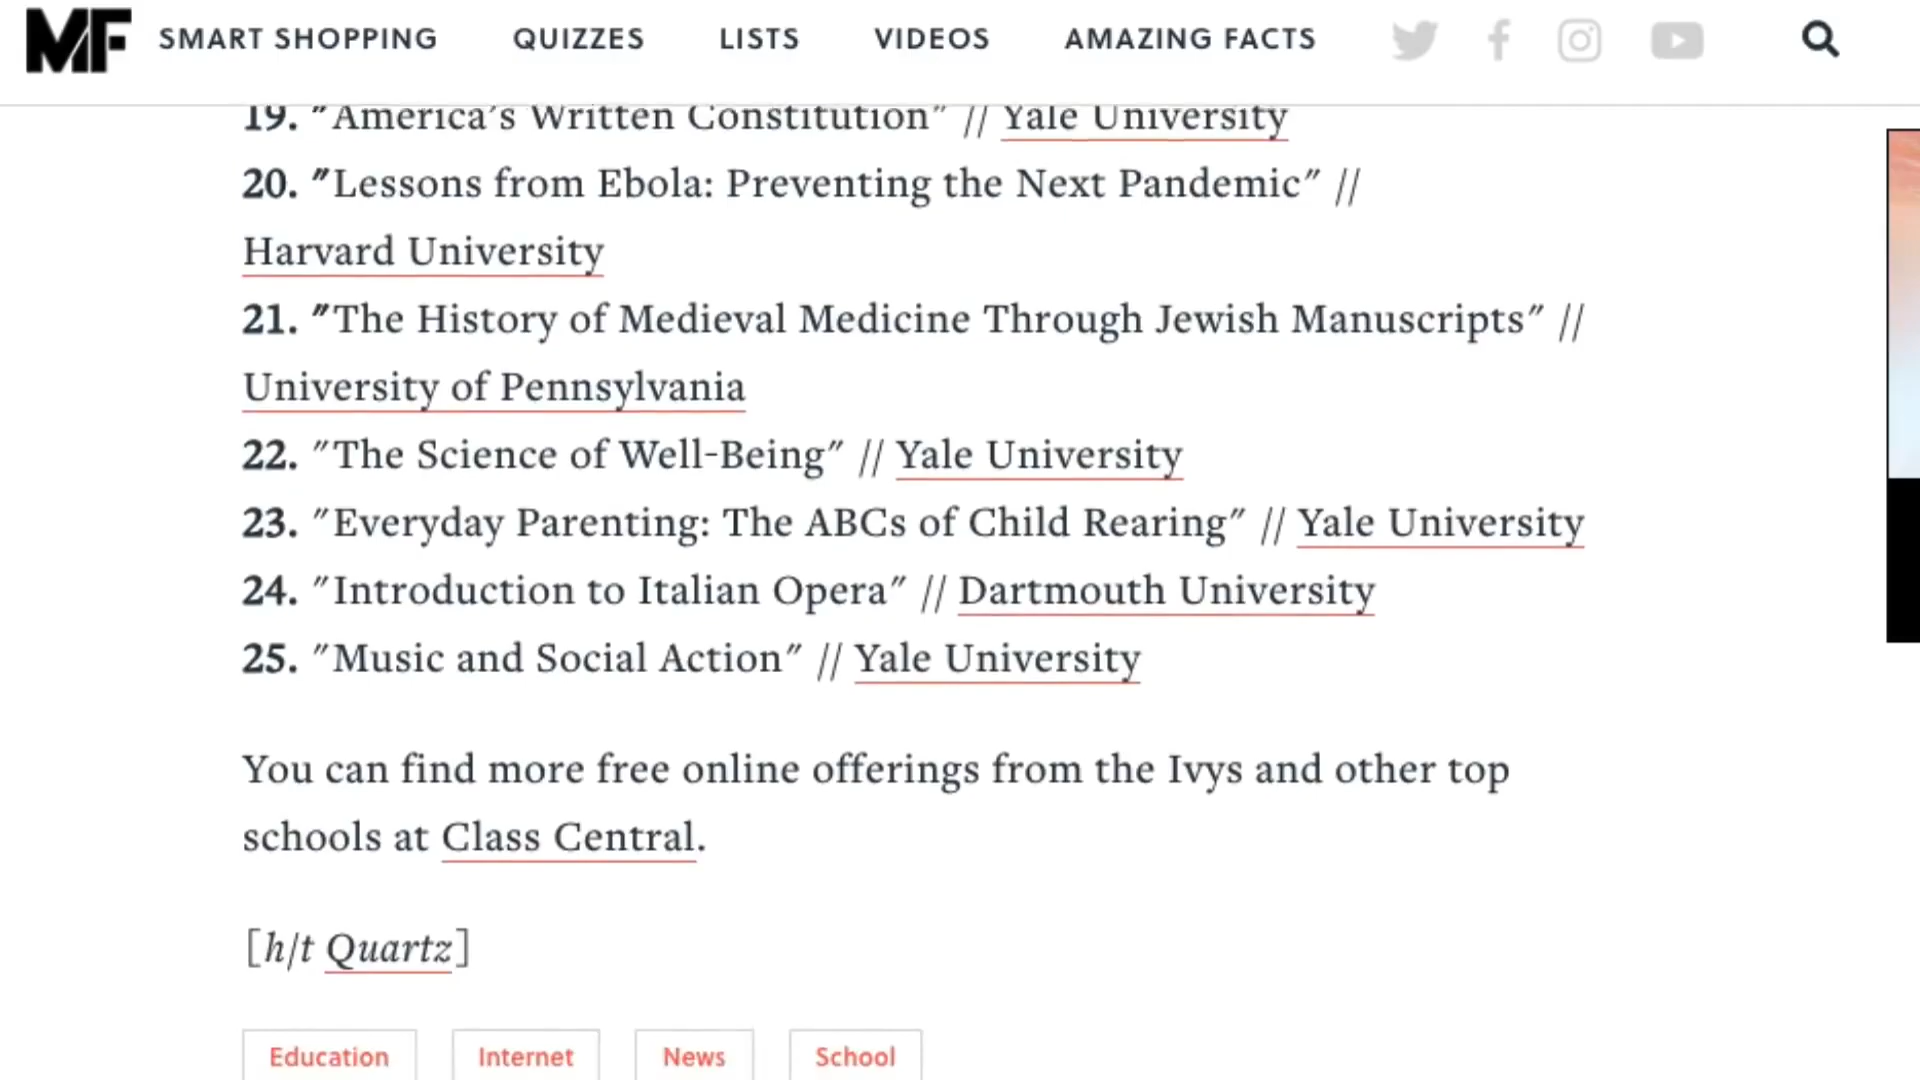 MF SMART SHOPPING QUIZZES LISTS VIDEOS AMAZING FACTS
19. "America's Written Constitution" // Yale University
20. "Lessons from Ebola: Preventing the Next Pandemic" //
Harvard University
21. "The History of Medieval Medicine Through Jewish Manuscripts" //
University of Pennsylvania
22. "The Science of Well-Being" // Yale University
23. "Everyday Parenting: The ABCs of Child Rearing" // Yale University
24. "Introduction to Italian Opera" // Dartmouth University
25. "Music and Social Action" // Yale University
You can find more free online offerings from the Ivys and other top
schools at Class Central.
[h/t Quartz]
Education Internet News School